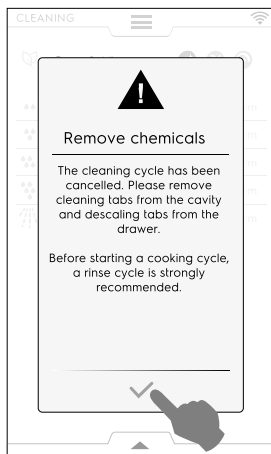 CLEANING
Remove chemicals
The cleaning cycle has been
cancelled. Please remove
cleaning tabs from the cavity
and descaling tabs from the
drawer.
Before starting a cooking cycle,
a rinse cycle is strongly
recommended.